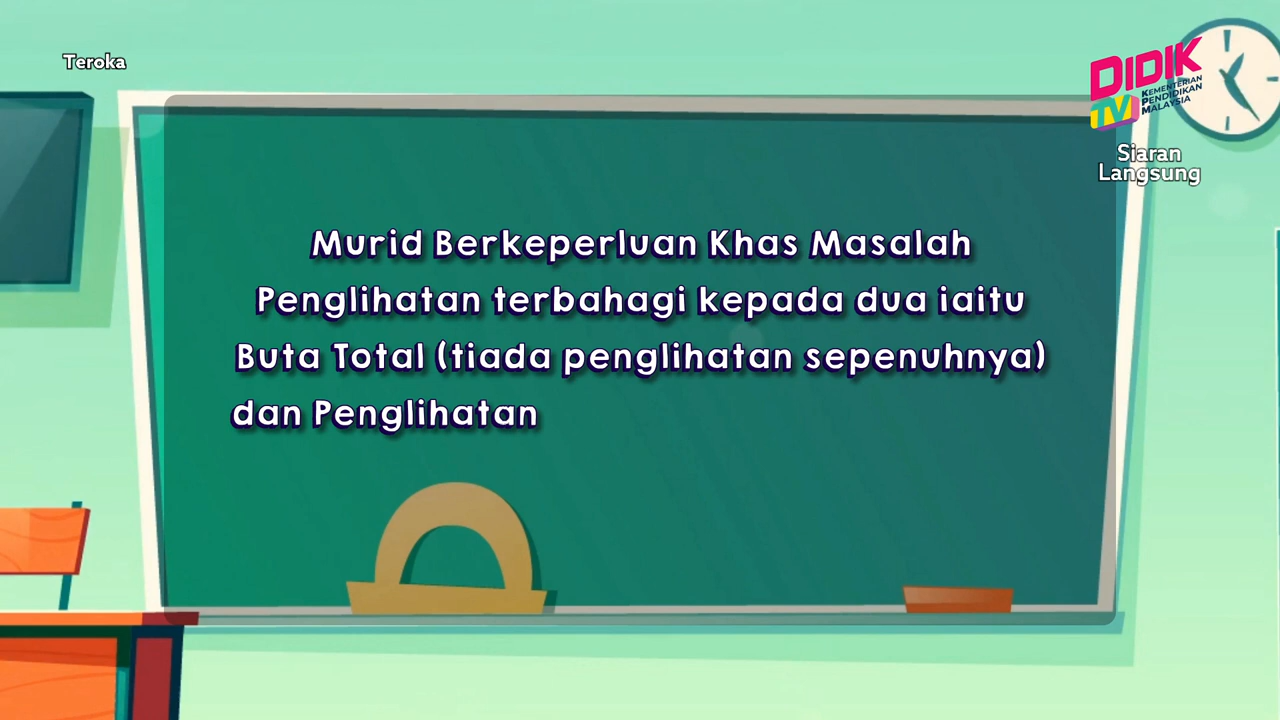 Teroka
DIDIK
TV
KEMENTERIAN
PENDIDIKAN
MALAYSIA
Siaran
Langsung
Murid Berkeperluan Khas Masalah
Penglihatan terbahagi kepada dua iaitu
Buta Total (tiada penglihatan sepenuhnya)
dan Penglihatan